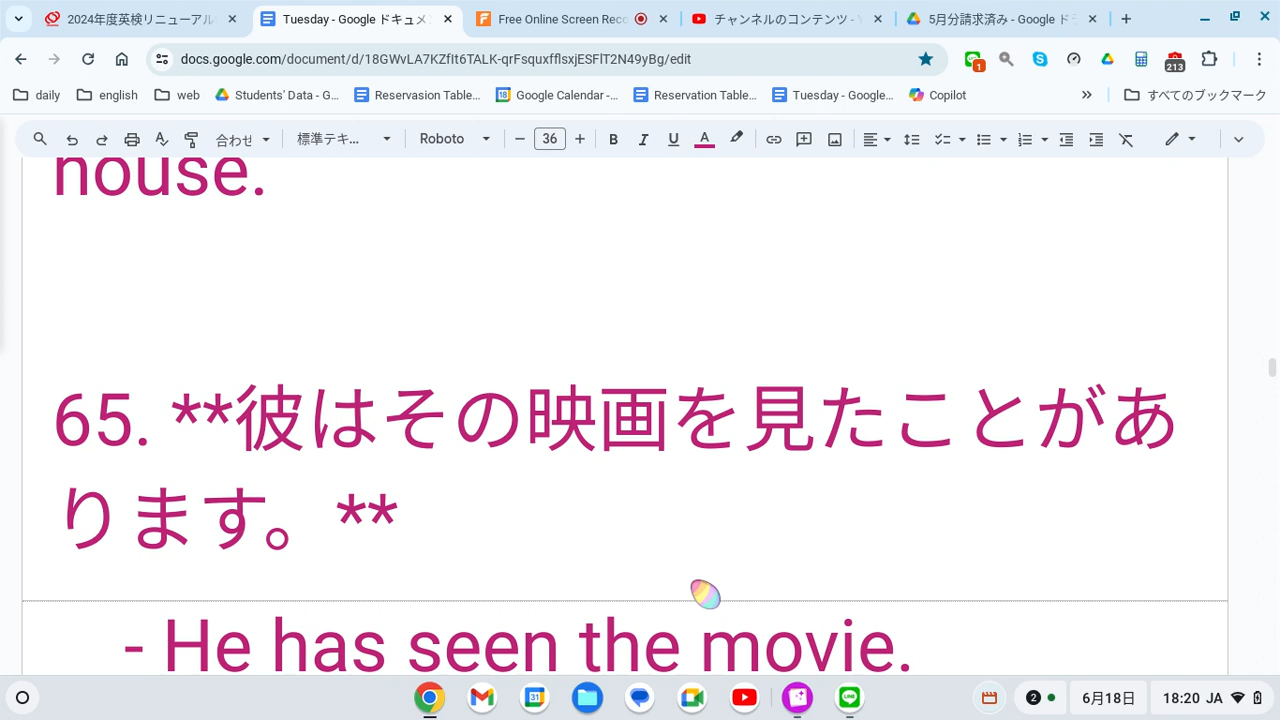 2024年度英検リニューアル
Tuesday - Google ドキュメ
Free Online Screen Reco
チャンネルのコンテンツ - Y
5月分請求済み - Google ド
docs.google.com/document/d/18GWvLA7KZfIt6TALK-qrFsquxfflsxjESFlT2N49yBg/edit
1
213
daily
english
web
Students' Data - G...
Reservasion Table...
Google Calendar -...
Reservation Table...
Tuesday - Google...
Copilot
すべてのブックマーク
合わせ
標準テキ...
Roboto
36
B
I
U
A
house.
65. **彼はその映画を見たことがあ
ります。**
- He has seen the movie.
31
LINE
2
6月18日
18:20 JA